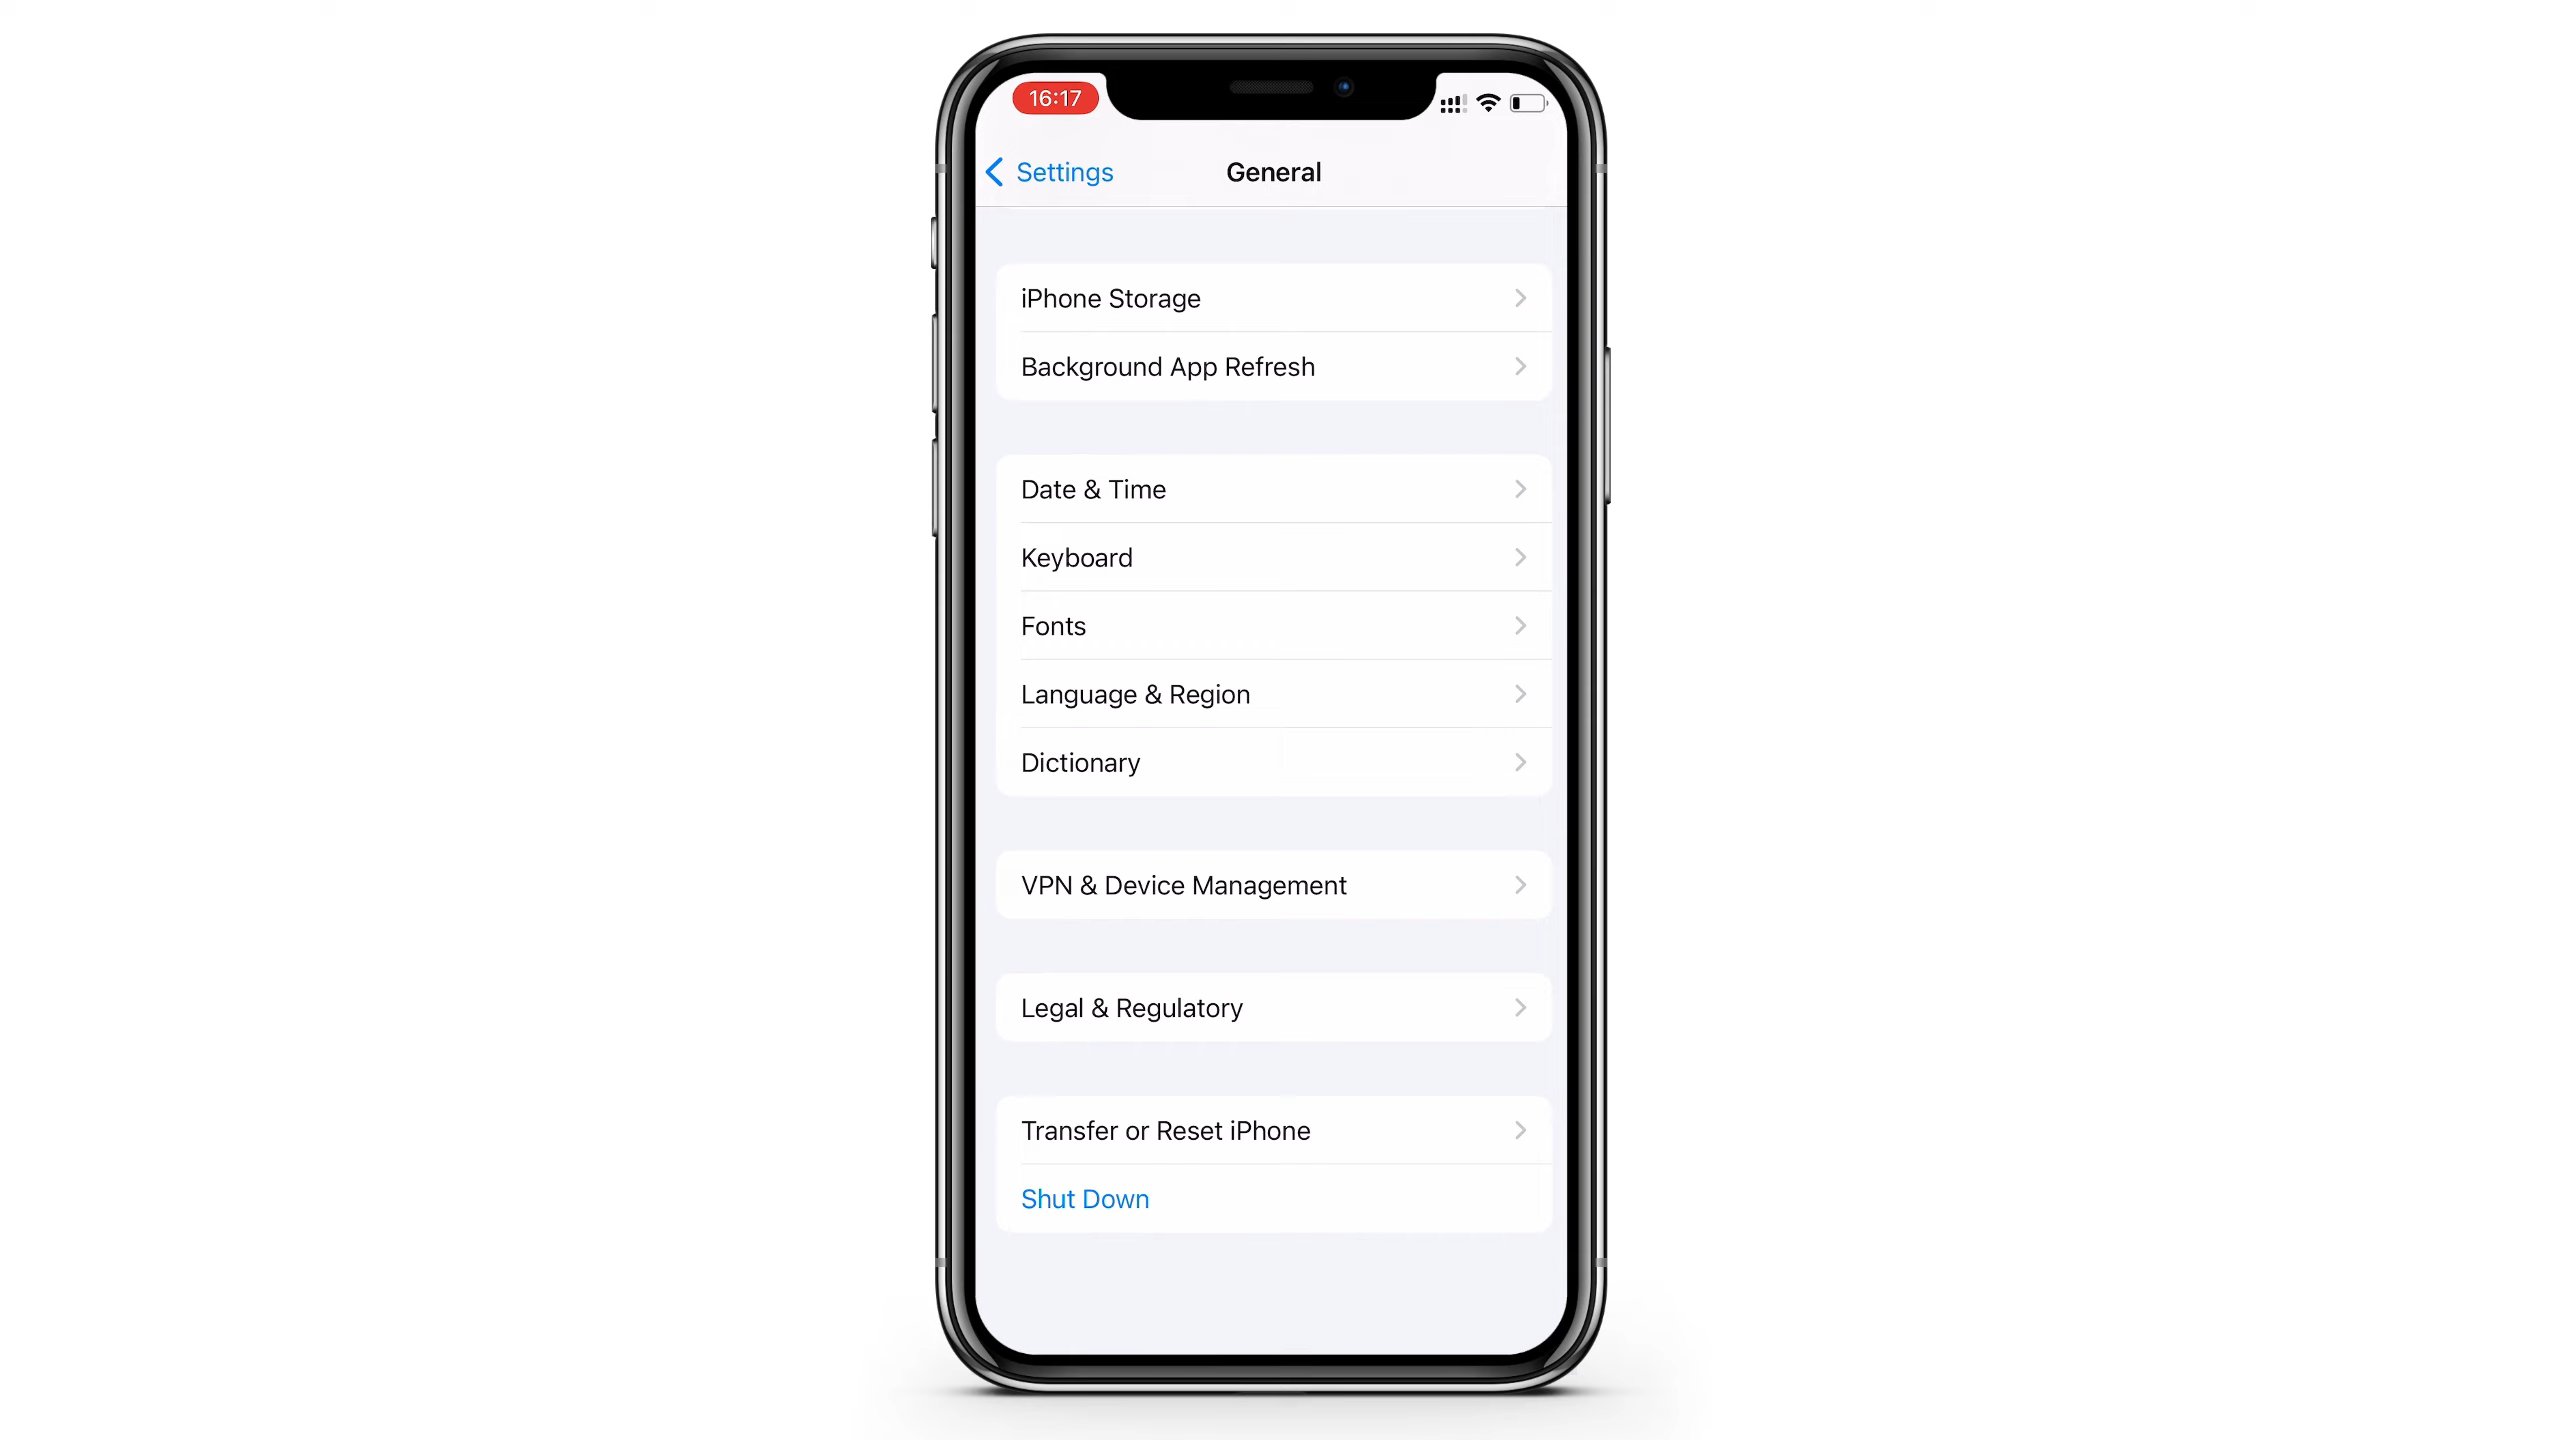 16:17
Settings
General
iPhone Storage
Background App Refresh
Date & Time
Keyboard
Fonts
Language & Region
Dictionary
VPN & Device Management
Legal & Regulatory
Transfer or Reset iPhone
Shut Down